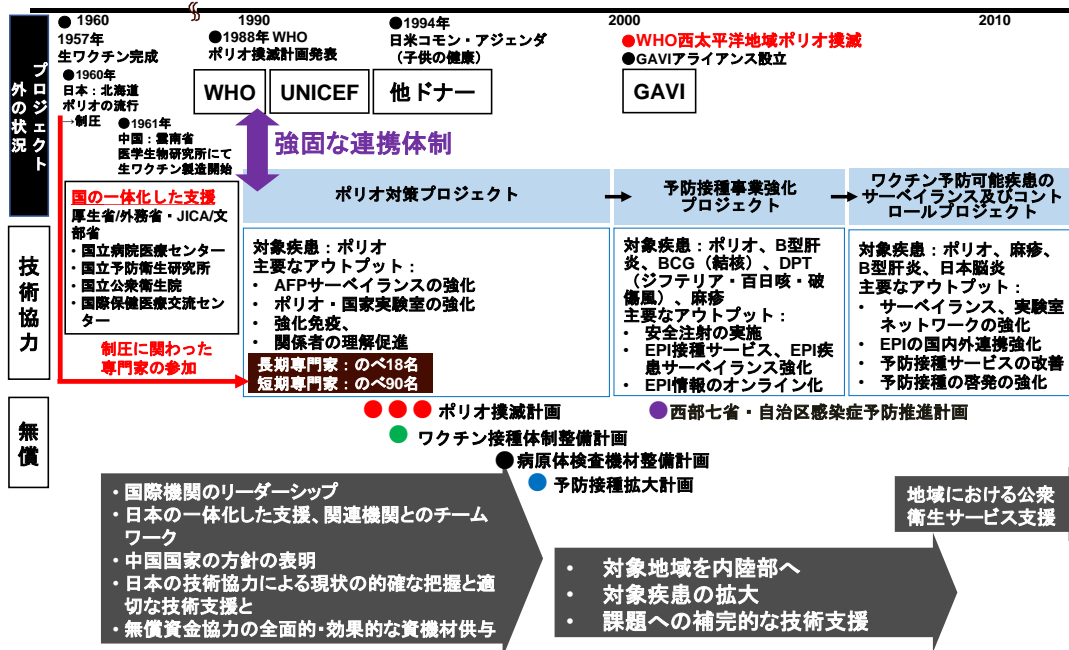 1960
1990
2000
2010
●
1957年
生ワクチン完成
●1960年
日本：北海道
ポリオの流行
→制圧
●1961年
中国：雲南省
医学生物研究所にて
生ワクチン製造開始
●1988年 WHO
ポリオ撲滅計画発表
●1994年
日米コモン・アジェンダ
（子供の健康）
●WHO西太平洋地域ポリオ撲滅
●GAVIアライアンス設立
プロジェクト
外の状況
WHO
UNICEF
他ドナー
GAVI
強固な連携体制
国の一体化した支援
厚生省/外務省・JICA/文
部省
・国立病院医療センター
・国立予防衛生研究所
・国立公衆衛生院
・国際保健医療交流セン
ター
制圧に関わった
専門家の参加
技術協力
ポリオ対策プロジェクト
対象疾患：ポリオ
主要なアウトプット：
・ AFPサーベイランスの強化
・ ポリオ・国家実験室の強化
・ 強化免疫、
・ 関係者の理解促進
長期専門家：のべ18名
短期専門家：のべ90名
予防接種事業強化
プロジェクト
対象疾患：ポリオ、B型肝
炎、BCG（結核）、DPT
（ジフテリア・百日咳・破
傷風）、麻疹
主要なアウトプット：
・ 安全注射の実施
・ EPI接種サービス、EPI疾
患サーベイランス強化
・ EPI情報のオンライン化
ワクチン予防可能疾患の
サーベイランス及びコント
ロールプロジェクト
対象疾患：ポリオ、麻疹、
B型肝炎、日本脳炎
主要なアウトプット：
・ サーベイランス、実験室
ネットワークの強化
・ EPIの国内外連携強化
・ 予防接種サービスの改善
・ 予防接種の啓発の強化
無償
ポリオ撲滅計画
ワクチン接種体制整備計画
病原体検査機材整備計画
予防接種拡大計画
西部七省・自治区感染症予防推進計画
・国際機関のリーダーシップ
・日本の一体化した支援、関連機関とのチーム
ワーク
・中国国家の方針の表明
・日本の技術協力による現状の的確な把握と適
切な技術支援と
・無償資金協力の全面的・効果的な資機材供与
・ 対象地域を内陸部へ
・ 対象疾患の拡大
・ 課題への補完的な技術支援
地域における公衆
衛生サービス支援